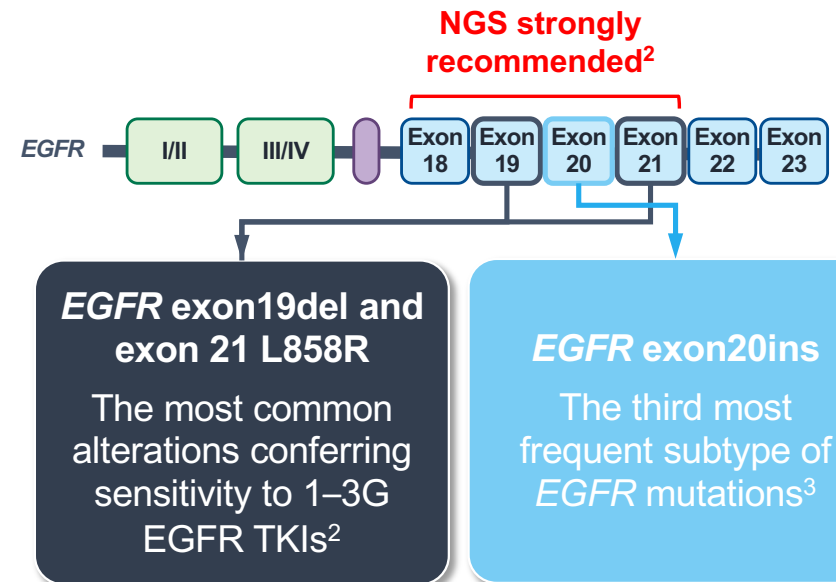 NGS strongly
recommended²
EGFR
I/II
III/IV
Exon
18
Exon
19
Exon
20
Exon
21
Exon
22
Exon
23
EGFR exon19del and
exon 21 L858R
The most common
alterations conferring
sensitivity to 1–3G
EGFR TKIs²
EGFR exon20ins
The third most
frequent subtype of
EGFR mutations³